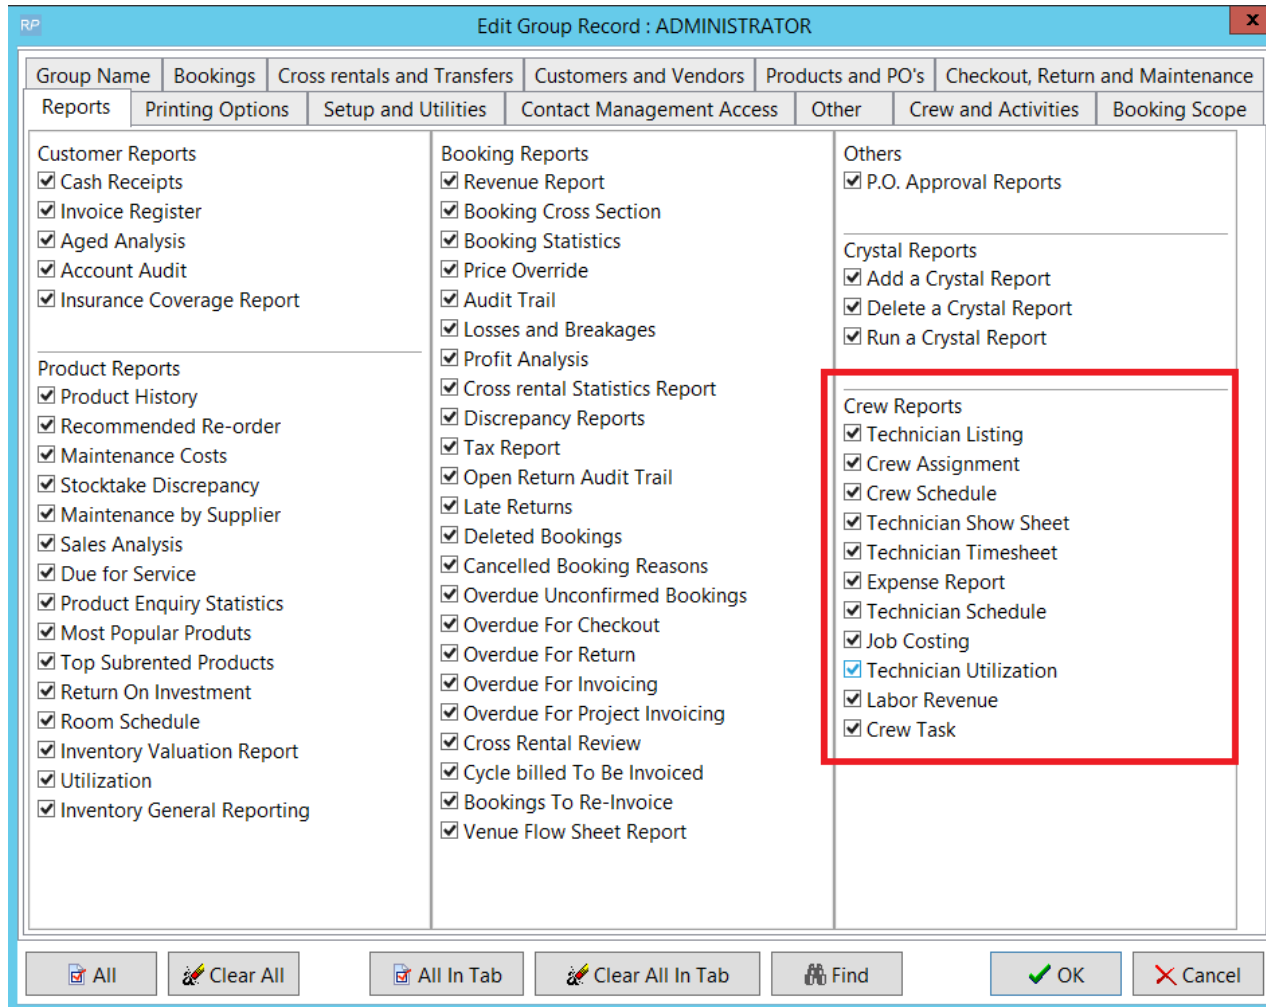 RP
Edit Group Record : ADMINISTRATOR
x
Group Name
Bookings
Cross rentals and Transfers
Customers and Vendors
Products and PO's
Checkout, Return and Maintenance
Reports
Printing Options
Setup and Utilities
Contact Management Access
Other
Crew and Activities
Booking Scope
Customer Reports
Cash Receipts
Invoice Register
Aged Analysis
Account Audit
Insurance Coverage Report
Product Reports
Product History
Recommended Re-order
Maintenance Costs
Stocktake Discrepancy
Maintenance by Supplier
Sales Analysis
Due for Service
Product Enquiry Statistics
Most Popular Produts
Top Subrented Products
Return On Investment
Room Schedule
Inventory Valuation Report
Utilization
Inventory General Reporting
Booking Reports
Revenue Report
Booking Cross Section
Booking Statistics
Price Override
Audit Trail
Losses and Breakages
Profit Analysis
Cross rental Statistics Report
Discrepancy Reports
Tax Report
Open Return Audit Trail
Late Returns
Deleted Bookings
Cancelled Booking Reasons
Overdue Unconfirmed Bookings
Overdue For Checkout
Overdue For Return
Overdue For Invoicing
Overdue For Project Invoicing
Cross Rental Review
Cycle billed To Be Invoiced
Bookings To Re-Invoice
Venue Flow Sheet Report
Others
P.O. Approval Reports
Crystal Reports
Add a Crystal Report
Delete a Crystal Report
Run a Crystal Report
Crew Reports
Technician Listing
Crew Assignment
Crew Schedule
Technician Show Sheet
Technician Timesheet
Expense Report
Technician Schedule
Job Costing
Technician Utilization
Labor Revenue
Crew Task
All
Clear All
All In Tab
Clear All In Tab
Find
OK
Cancel